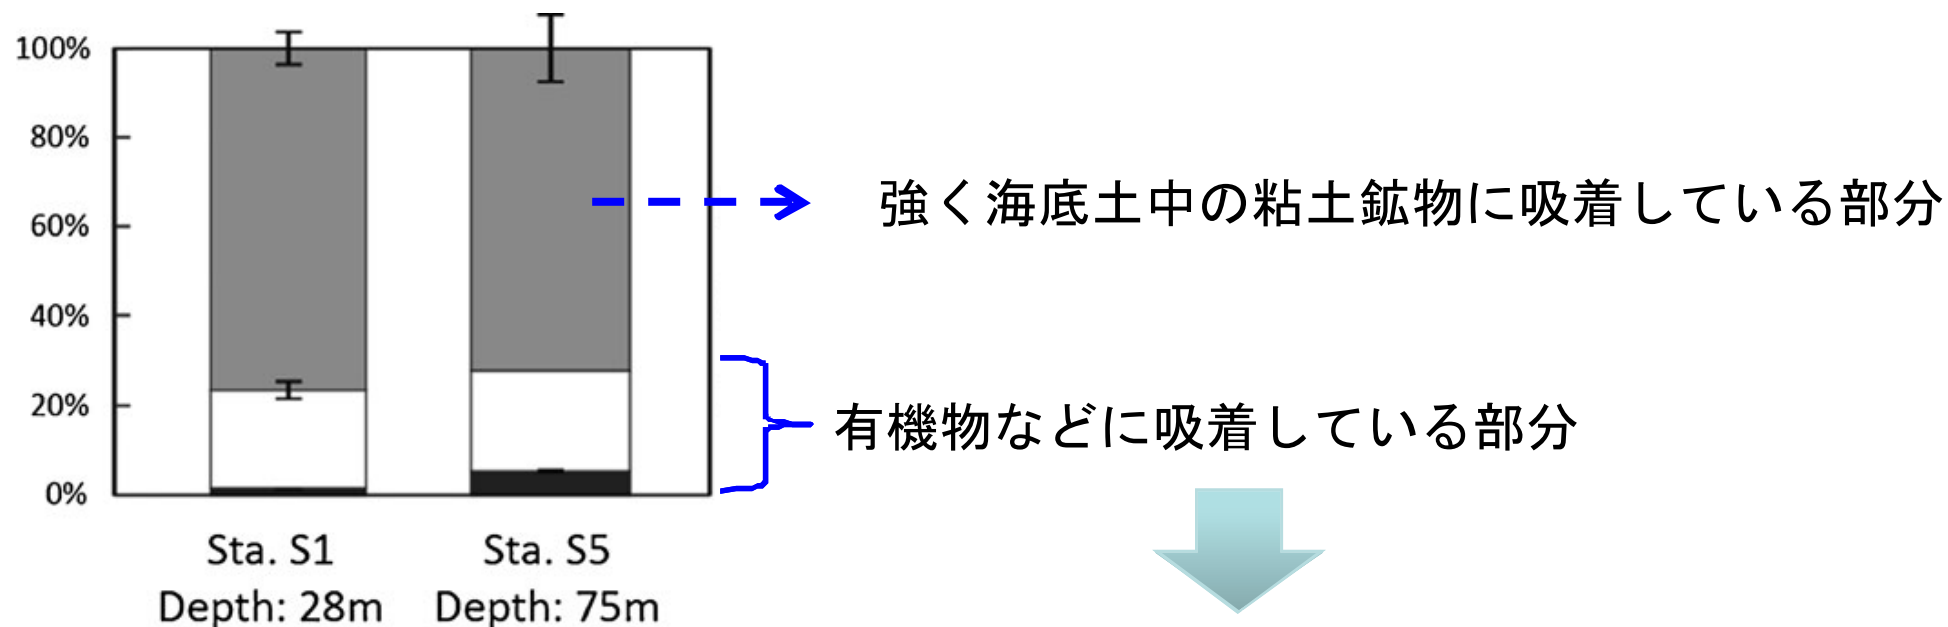 100%
80%
60%
40%
20%
0%
Sta. S1
Depth: 28m
Sta. S5
Depth: 75m
強く海底土中の粘土鉱物に吸着している部分
有機物などに吸着している部分